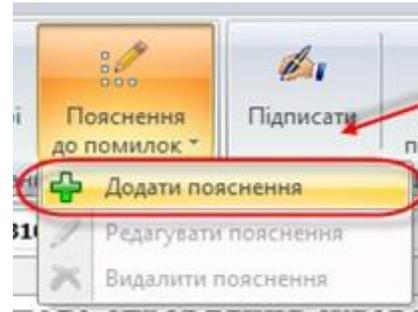 Пояснення
до помилок
Підписати
Додати пояснення
Редагувати пояснення
Видалити пояснення